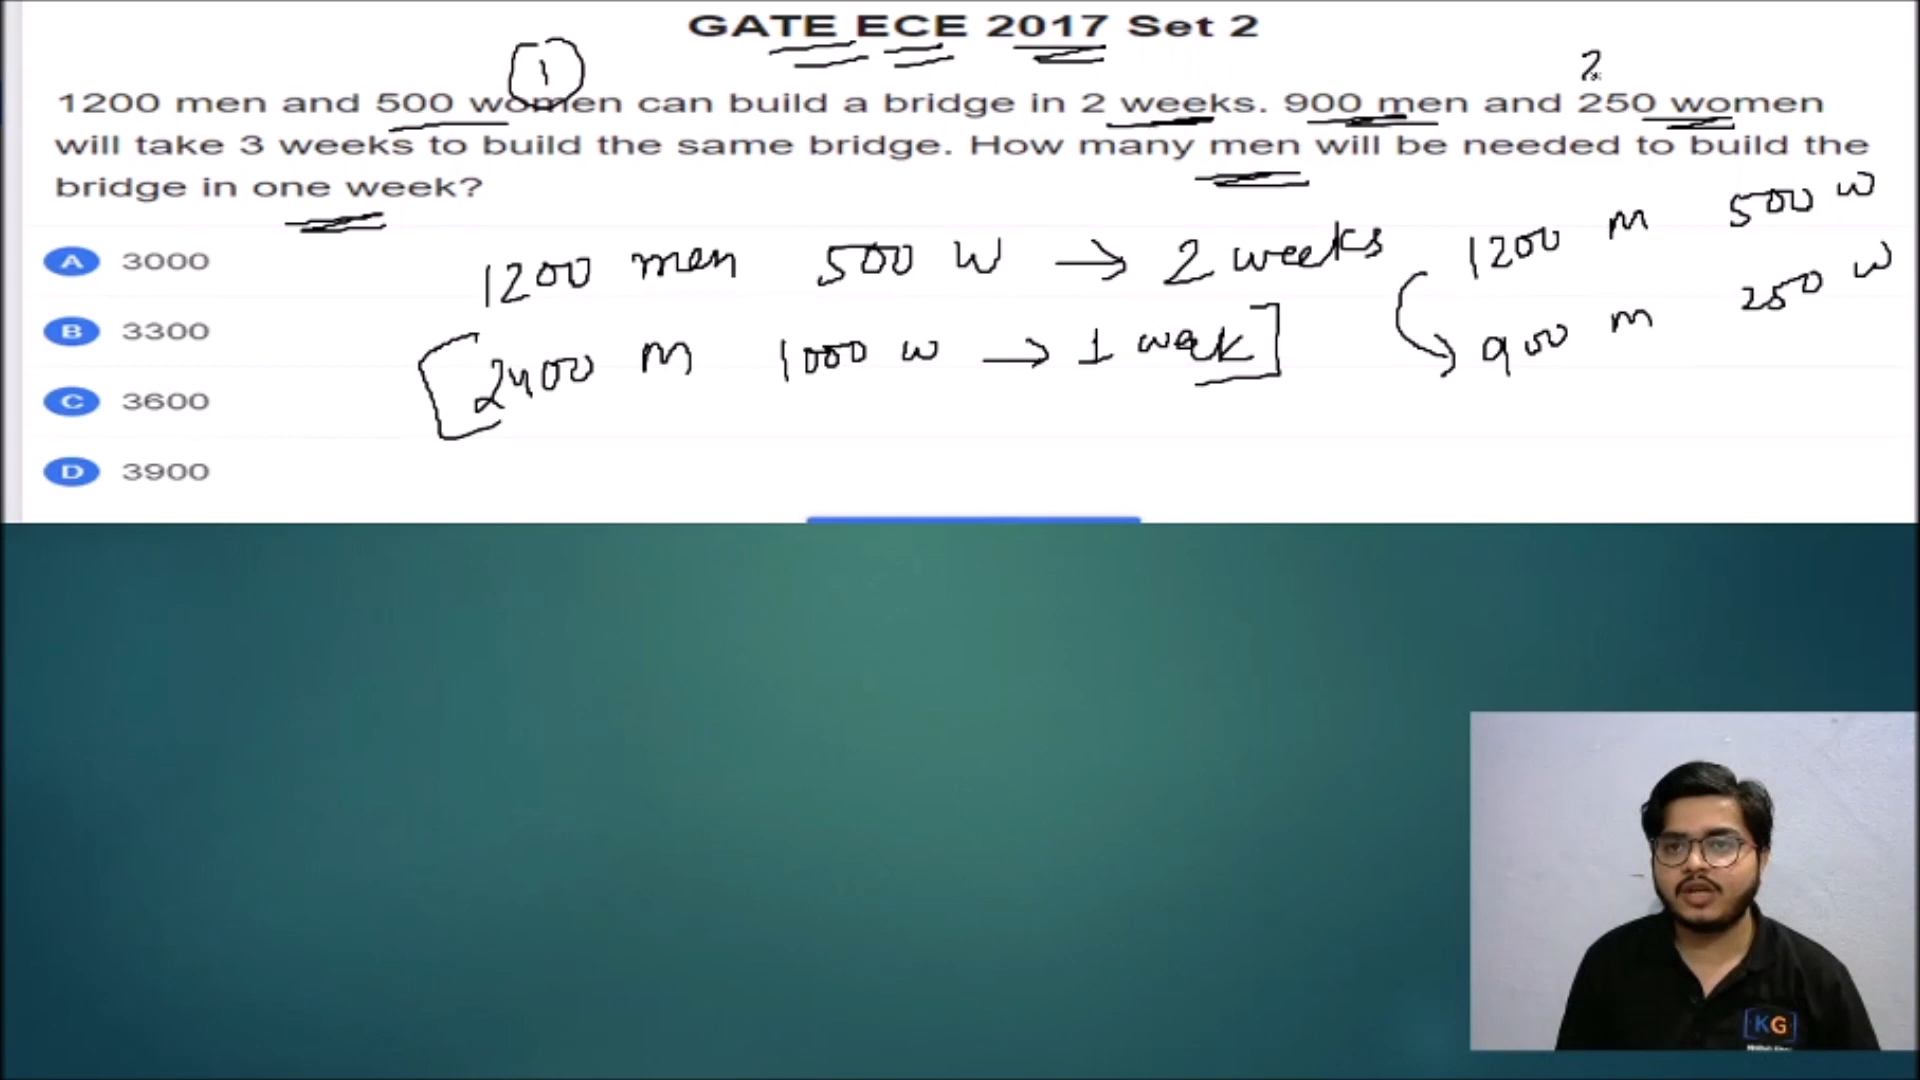 GATE ECE 2017 Set 2
1
2
1200 men and 500 women can build a bridge in 2 weeks. 900 men and 250 women
will take 3 weeks to build the same bridge. How many men will be needed to build the
bridge in one week?
A 3000
B 3300
C 3600
D 3900
1200 men 500 W → 2 weeks
2400 m 1000 w → 1 week
1200 m 500 w
900 m 250 w
KG